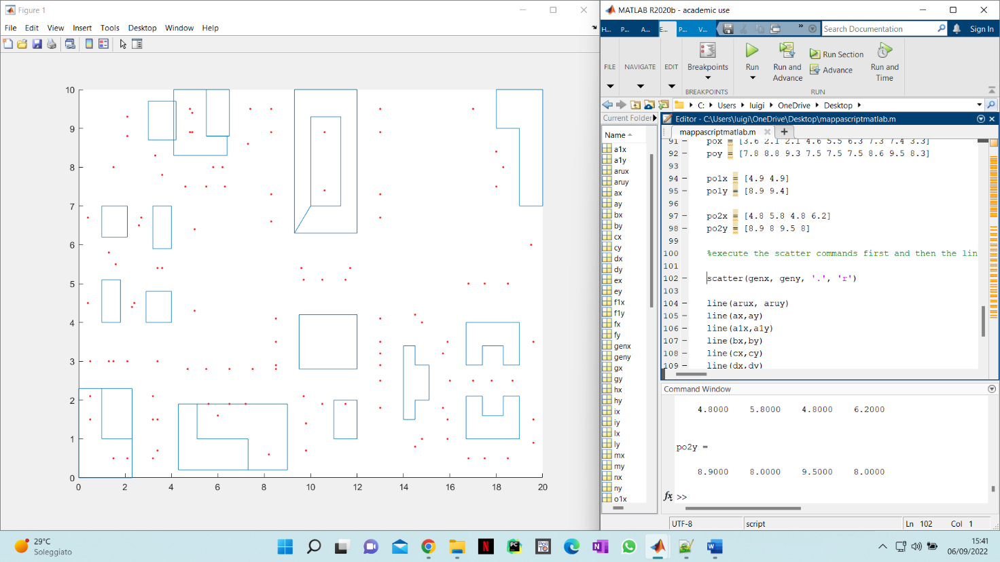 Figure 1
File Edit View Insert Tools Desktop Window Help
10
9
8
7
6
5
4
3
2
1
0
0 2 4 6 8 10 12 14 16 18 20
MATLAB R2020b - academic use
H... P... A... E... P... V...
Search Documentation
Sign In
FILE
NAVIGATE
EDIT
Breakpoints
Run
Run and Advance
Run Section
Advance
Run and Time
BREAKPOINTS
RUN
C: Users luigi OneDrive Desktop
Current Folder
Name
a1x
a1y
arux
aruy
ax
ay
bx
by
cx
cy
dx
dy
ex
ey
f1x
f1y
fx
fy
genx
geny
gx
gy
hx
hy
ix
iy
lx
ly
mx
my
nx
ny
o1x
Editor - C:\Users\luigi\OneDrive\Desktop\mappascriptmatlab.m
mappascriptmatlab.m
91 pox = [3.6 2.1 2.1 4.6 5.5 6.3 7.3 7.4 3.3]
92 poy = [7.8 8.8 9.3 7.5 7.5 7.5 8.6 9.5 8.3]
93
94 po1x = [4.9 4.9]
95 po1y = [8.9 9.4]
96
97 po2x = [4.8 5.8 4.8 6.2]
98 po2y = [8.9 8 9.5 8]
99
100 %execute the scatter commands first and then the lin
101
102 scatter(genx, geny, '.', 'r')
103
104 line(arux, aruy)
105 line(ax,ay)
106 line(a1x,a1y)
107 line(bx,by)
108 line(cx,cy)
109 line(dx,dy)
Command Window
4.8000 5.8000 4.8000 6.2000
po2y =
8.9000 8.0000 9.5000 8.0000
fx >>
UTF-8
script
Ln 102 Col 1
29°C
Soleggiato
15:41
06/09/2022